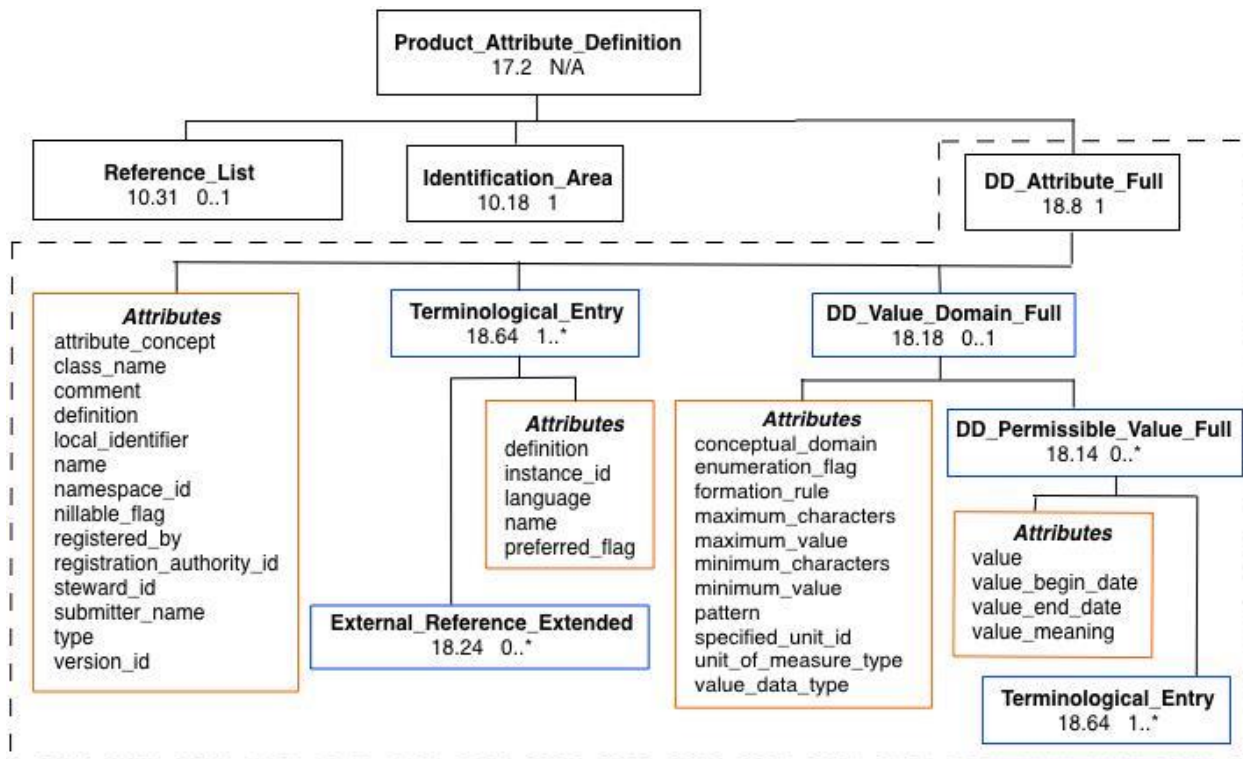 Product_Attribute_Definition
17.2 N/A
Reference_List
10.31 0..1
Identification_Area
10.18 1
DD_Attribute_Full
18.8 1
Attributes
attribute_concept
class_name
comment
definition
local_identifier
name
namespace_id
nillable_flag
registered_by
registration_authority_id
steward_id
submitter_name
type
version_id
Terminological_Entry
18.64 1..*
Attributes
definition
instance_id
language
name
preferred_flag
External_Reference_Extended
18.24 0..*
DD_Value_Domain_Full
18.18 0..1
Attributes
conceptual_domain
enumeration_flag
formation_rule
maximum_characters
maximum_value
minimum_characters
minimum_value
pattern
specified_unit_id
unit_of_measure_type
value_data_type
DD_Permissible_Value_Full
18.14 0..*
Attributes
value
value_begin_date
value_end_date
value_meaning
Terminological_Entry
18.64 1..*